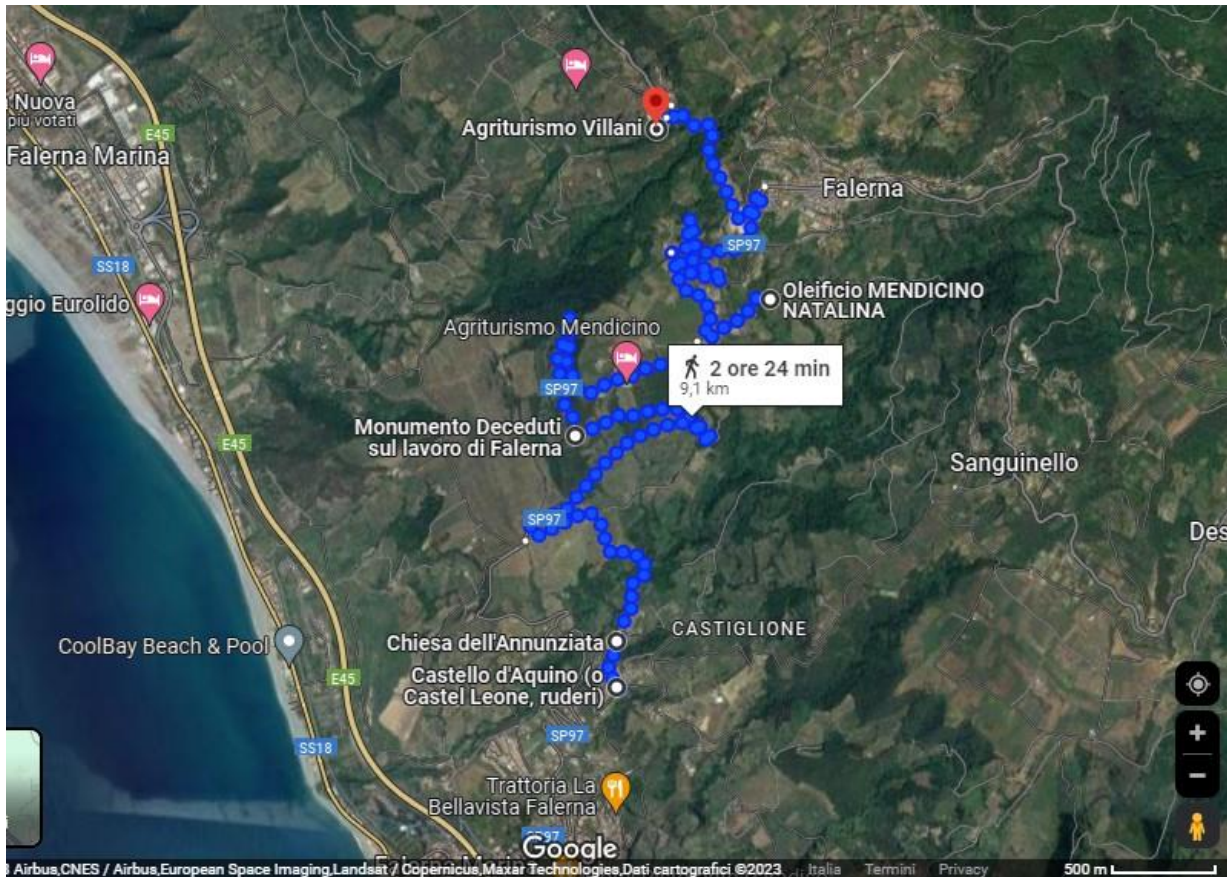 Nuova
più votati
Falerna Marina
E45
SS18
ggio Eurolido
Agriturismo Villani
Falerna
SP97
Oleificio MENDICINO
NATALINA
Agriturismo Mendicino
2 ore 24 min
9,1 km
SP97
Monumento Deceduti
sul lavoro di Falerna
E45
Sanguinello
SP97
Des
Chiesa dell'Annunziata
CASTIGLIONE
CoolBay Beach & Pool
Castello d'Aquino (o
Castel Leone, ruderi)
E45
SS18
SP97
Trattoria La
Bellavista Falerna
SP97
Google
Falerna Marin
Airbus,CNES / Airbus,European Space Imaging,Landsat / Copernicus,Maxar Technologies,Dati cartografici ©2023 Italia Termini Privacy 500 m